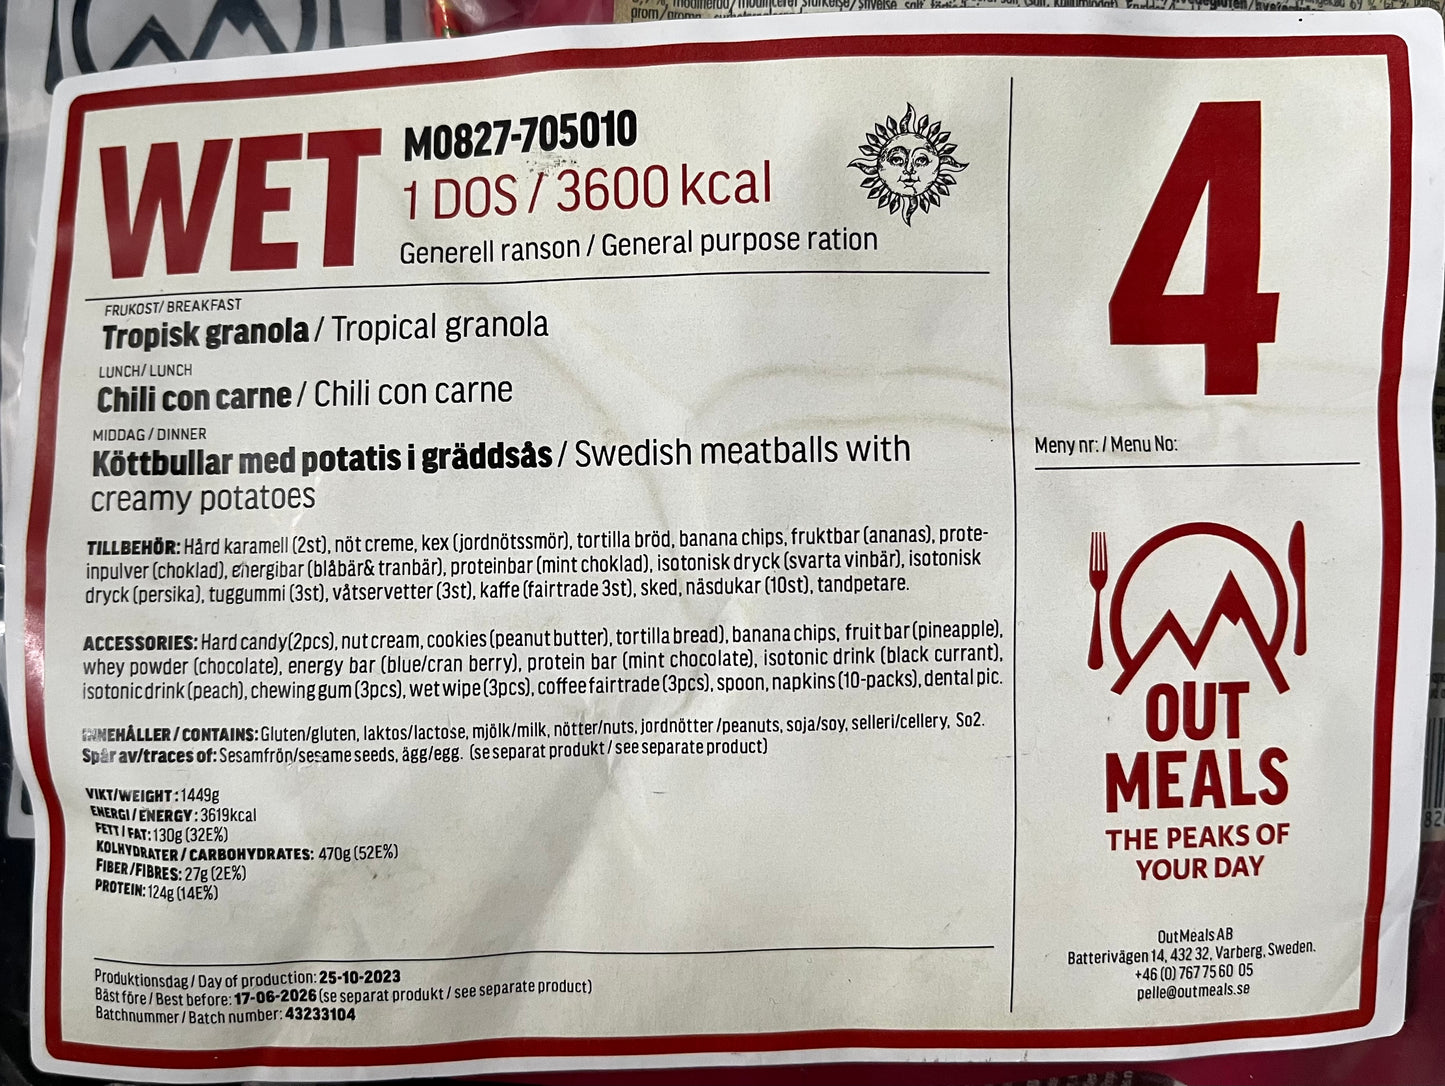 WET
M0827-705010
1 DOS / 3600 kcal
Generell ranson / General purpose ration
FRUKOST/ BREAKFAST
Tropisk granola / Tropical granola
LUNCH/ LUNCH
Chili con carne / Chili con carne
MIDDAG / DINNER
Köttbullar med potatis i gräddsås / Swedish meatballs with
creamy potatoes
TILLBEHÖR: Hård karamell (2st), nöt creme, kex (jordnötssmör), tortilla bröd, banana chips, fruktbar (ananas), prote-
inpulver (choklad), energibar (blåbär& tranbär), proteinbar (mint choklad), isotonisk dryck (svarta vinbär), isotonisk
dryck (persika), tuggummi (3st), våtservetter (3st), kaffe (fairtrade 3st), sked, näsdukar (10st), tandpetare.
ACCESSORIES: Hard candy(2pcs), nut cream, cookies (peanut butter), tortilla bread), banana chips, fruit bar (pineapple),
whey powder (chocolate), energy bar (blue/cran berry), protein bar (mint chocolate), isotonic drink (black currant),
isotonic drink (peach), chewing gum (3pcs), wet wipe (3pcs), coffee fairtrade (3pcs), spoon, napkins (10-packs), dental pic.
INNEHÅLLER / CONTAINS: Gluten/gluten, laktos/lactose, mjölk/milk, nötter/nuts, jordnötter /peanuts, soja/soy, selleri/cellery, So2.
Spår av/traces of: Sesamfrön/sesame seeds, ägg/egg. (se separat produkt / see separate product)
VIKT/WEIGHT : 1449g
ENERGI / ENERGY : 3619kcal
FETT / FAT: 130g (32E%)
KOLHYDRATER / CARBOHYDRATES: 470g (52E%)
FIBER /FIBRES: 27g (2E%)
PROTEIN: 124g (14E%)
Produktionsdag / Day of production: 25-10-2023
Bäst före / Best before: 17-06-2026 (se separat produkt / see separate product)
Batchnummer / Batch number: 43233104
4
Meny nr: / Menu No:
OUT
MEALS
THE PEAKS OF
YOUR DAY
OutMeals AB
Batterivägen 14, 432 32, Varberg, Sweden.
+46 (0) 767 75 60 05
pelle@outmeals.se